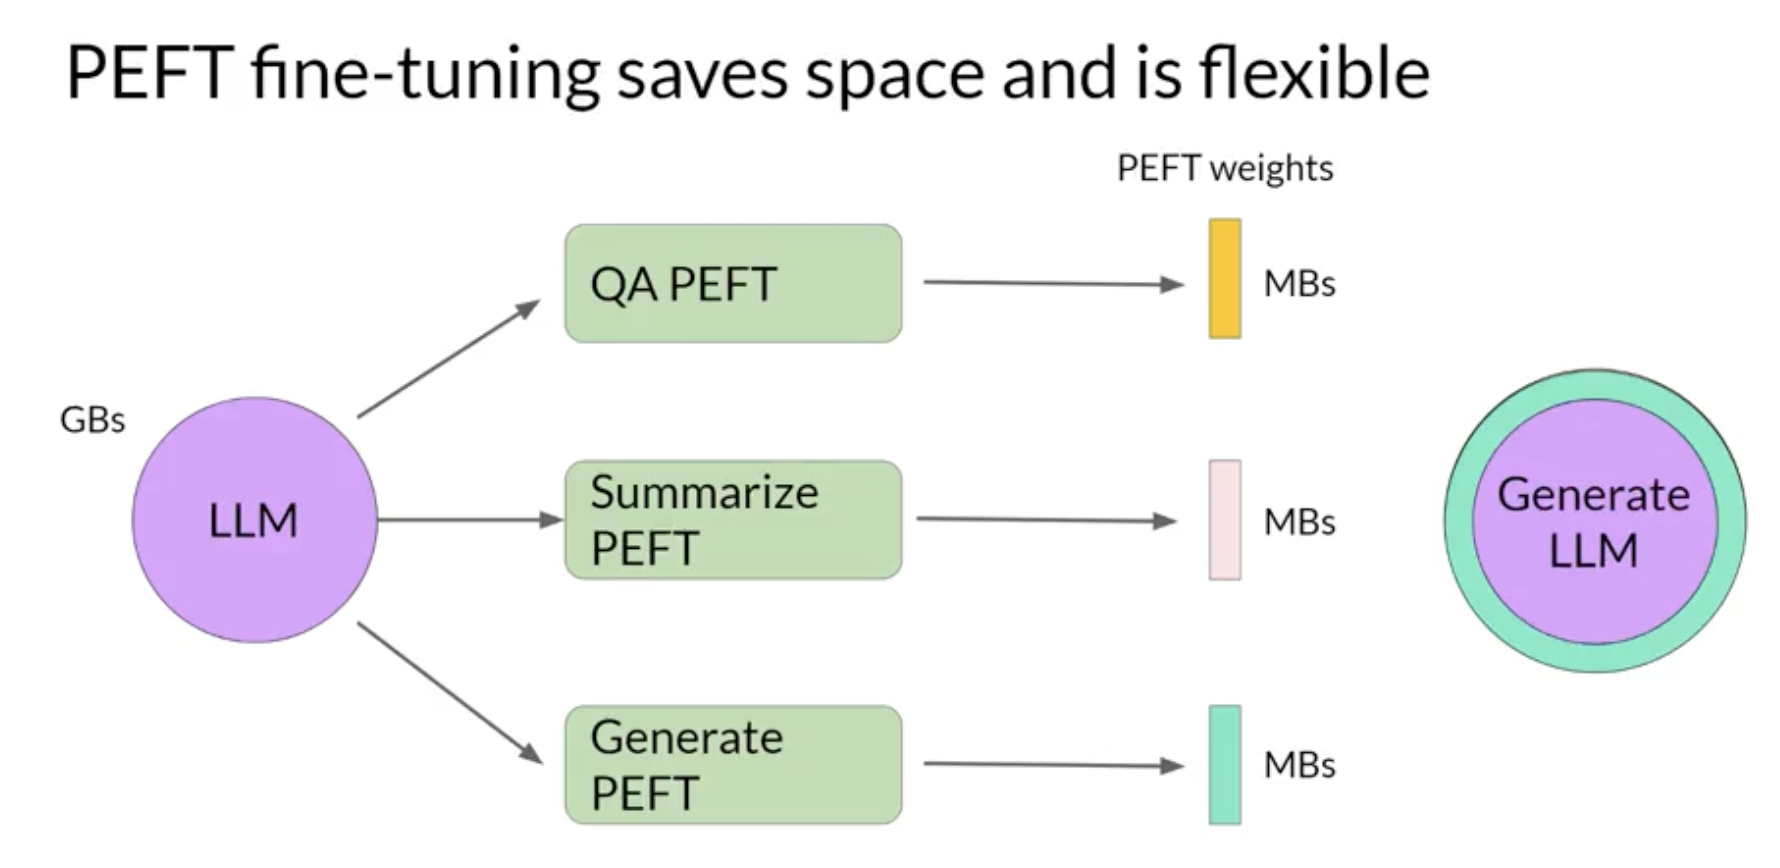 PEFT fine-tuning saves space and is flexible
PEFT weights
QA PEFT
MBs
GBs
LLM
Summarize
PEFT
MBs
Generate
LLM
Generate
PEFT
MBs